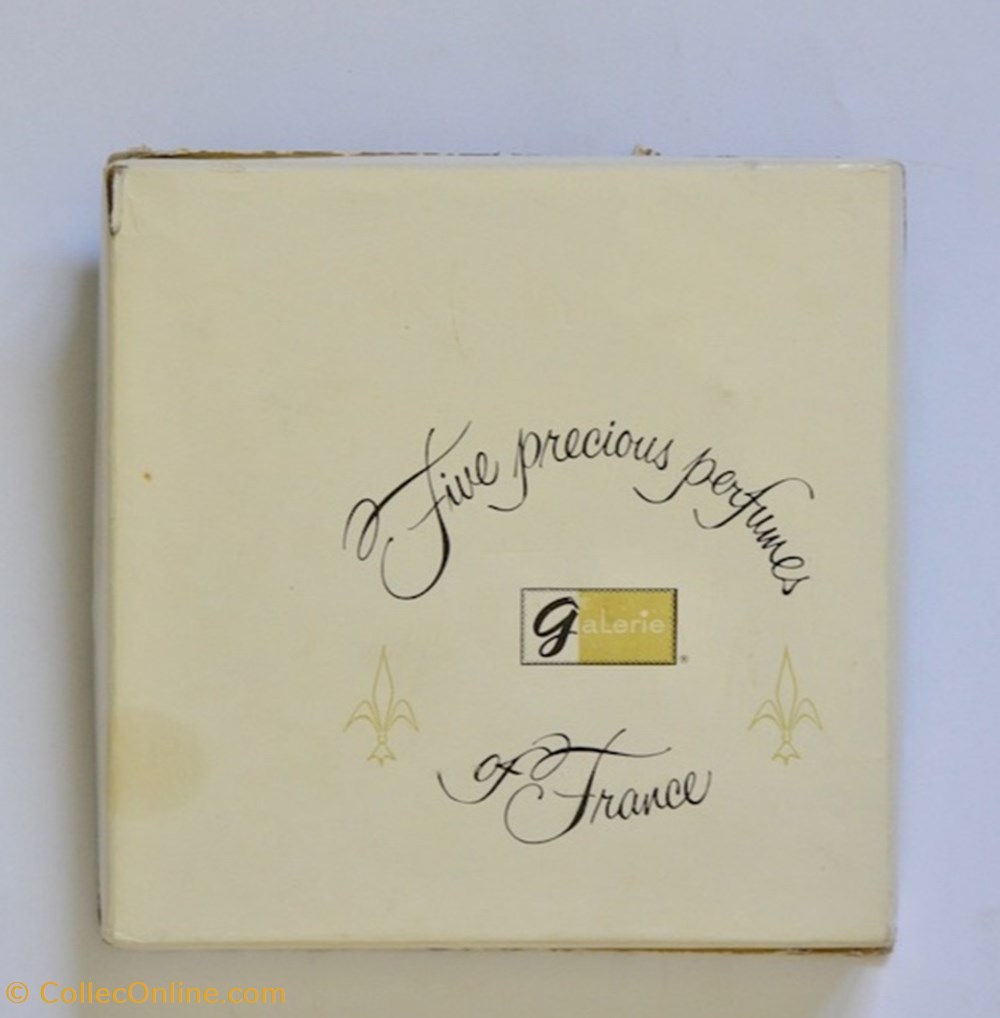 Five precious perfumes
galerie
®
of France
© CollecOnline.com